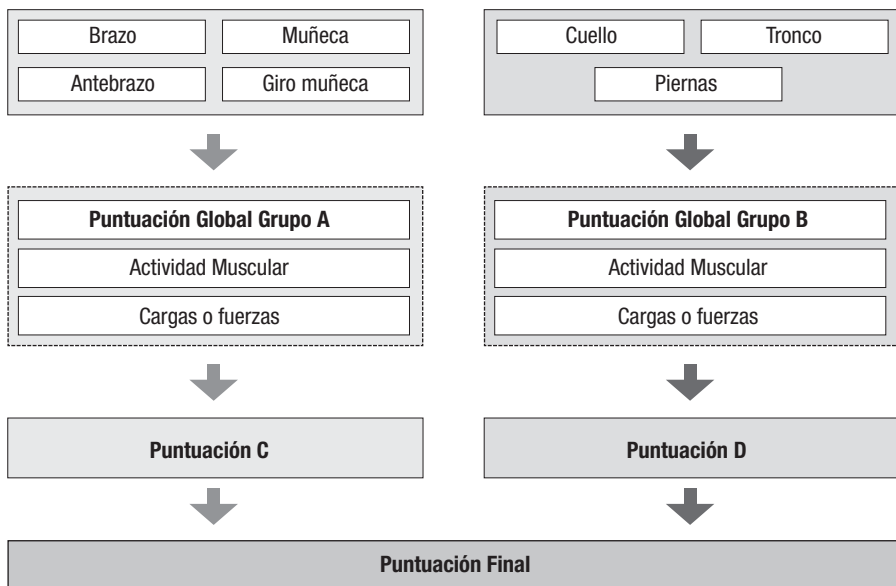 Brazo
Muñeca
Antebrazo
Giro muñeca
Cuello
Tronco
Piernas
Puntuación Global Grupo A
Actividad Muscular
Cargas o fuerzas
Puntuación Global Grupo B
Actividad Muscular
Cargas o fuerzas
Puntuación C
Puntuación D
Puntuación Final